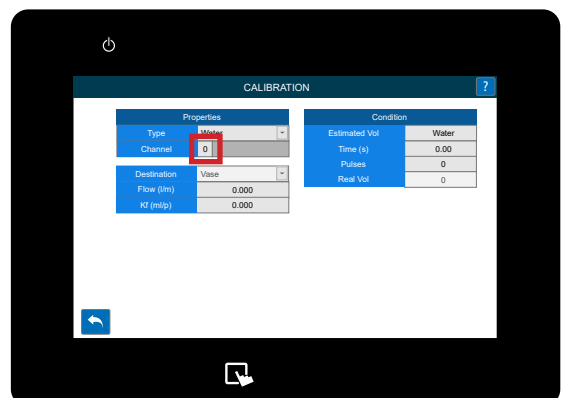 CALIBRATION
?
Properties
Type Water
Channel 0
Destination Vase
Flow (l/m) 0.000
Kf (ml/p) 0.000
Condition
Estimated Vol Water
Time (s) 0.00
Pulses 0
Real Vol 0